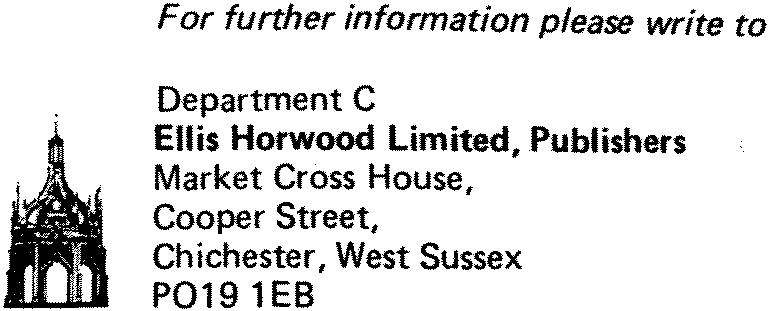 For further information please write to
Department C
Ellis Horwood Limited, Publishers
Market Cross House,
Cooper Street,
Chichester, West Sussex
PO19 1EB